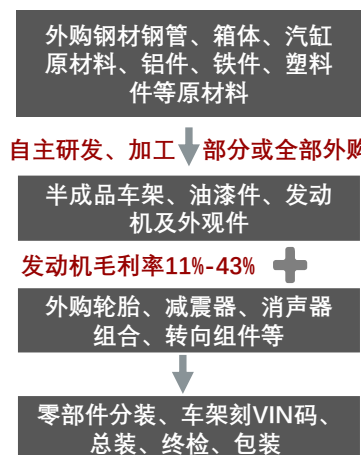 外购钢材钢管、箱体、汽缸
原材料、铝件、铁件、塑料
件等原材料
自主研发、加工 部分或全部外购
半成品车架、油漆件、发动
机及外观件
发动机毛利率11%-43%
外购轮胎、减震器、消声器
组合、转向组件等
零部件分装、车架刻VIN码、
总装、终检、包装